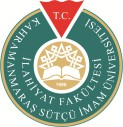 T.C.
KAHRAMANMARAŞ SÜTÇÜ İMAM ÜNİVERSİTESİ
İLAHİYAT FAKÜLTESİ